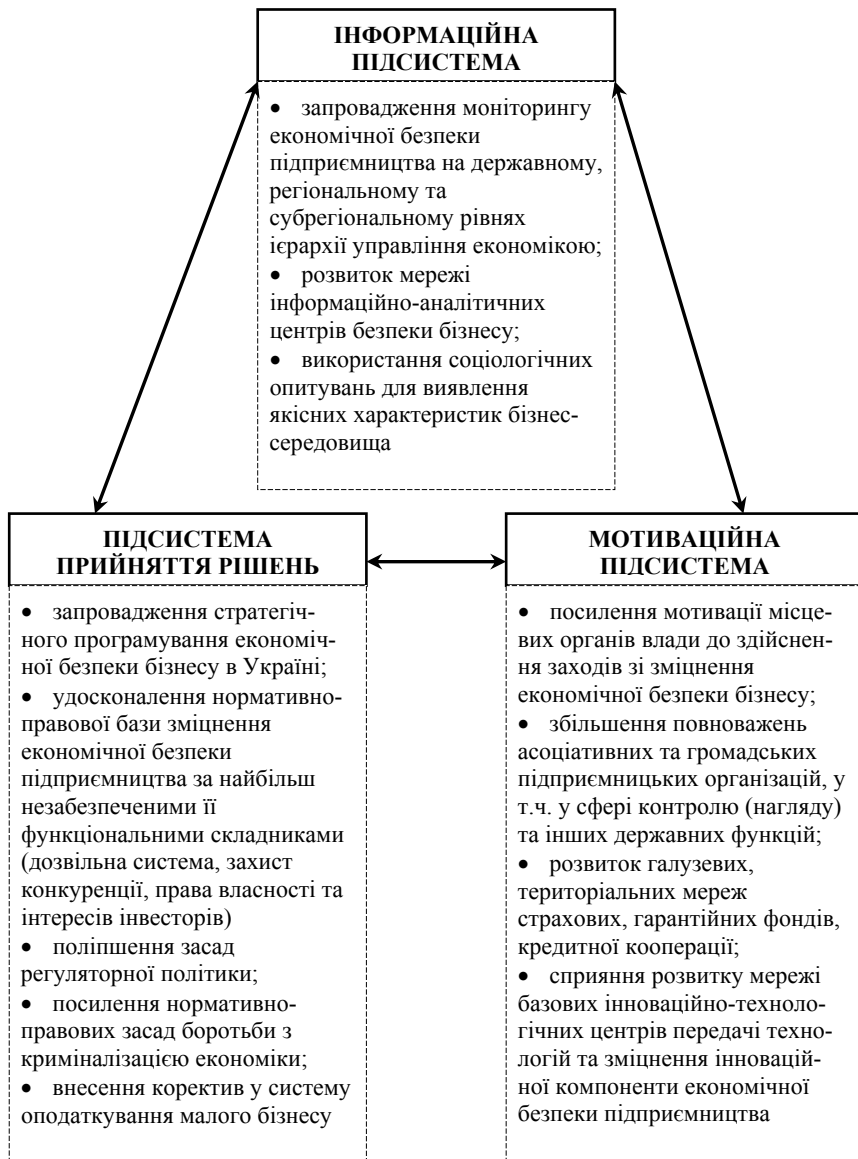 ІНФОРМАЦІЙНА
ПІДСИСТЕМА
• запровадження моніторингу
економічної безпеки
підприємництва на державному,
регіональному та
субрегіональному рівнях
ієрархії управління економікою;
• розвиток мережі
інформаційно-аналітичних
центрів безпеки бізнесу;
• використання соціологічних
опитувань для виявлення
якісних характеристик бізнес-
середовища
ПІДСИСТЕМА
ПРИЙНЯТТЯ РІШЕНЬ
• запровадження стратегіч-
ного програмування економіч-
ної безпеки бізнесу в Україні;
• удосконалення нормативно-
правової бази зміцнення
економічної безпеки
підприємництва за найбільш
незабезпеченими її
функціональними складниками
(дозвільна система, захист
конкуренції, права власності та
інтересів інвесторів)
• поліпшення засад
регуляторної політики;
• посилення нормативно-
правових засад боротьби з
криміналізацією економіки;
• внесення коректив у систему
оподаткування малого бізнесу
МОТИВАЦІЙНА
ПІДСИСТЕМА
• посилення мотивації місце-
вих органів влади до здійснен-
ня заходів зі зміцнення
економічної безпеки бізнесу;
• збільшення повноважень
асоціативних та громадських
підприємницьких організацій, у
т.ч. у сфері контролю (нагляду)
та інших державних функцій;
• розвиток галузевих,
територіальних мереж
страхових, гарантійних фондів,
кредитної кооперації;
• сприяння розвитку мережі
базових інноваційно-техноло-
гічних центрів передачі техно-
логій та зміцнення інновацій-
ної компоненти економічної
безпеки підприємництва